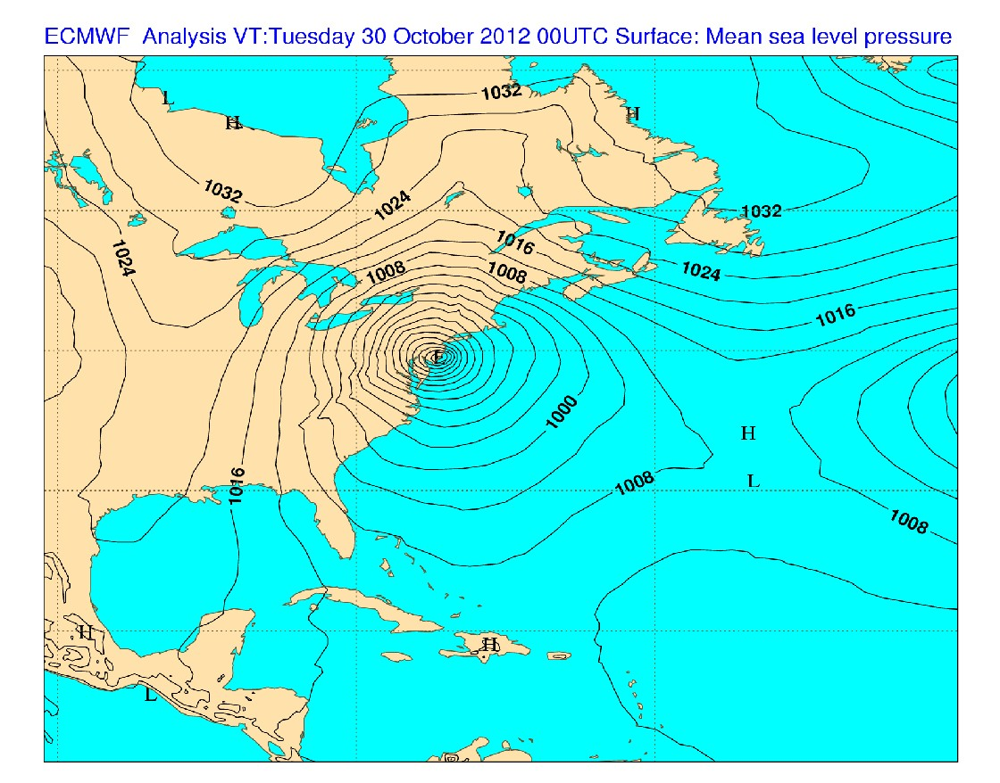 ECMWF Analysis VT:Tuesday 30 October 2012 00UTC Surface: Mean sea level pressure
1032
L
H
H
1032
1024
1032
1016
1024
1008
1008
1024
1016
1000
H
L
1016
1008
1008
H
H
L